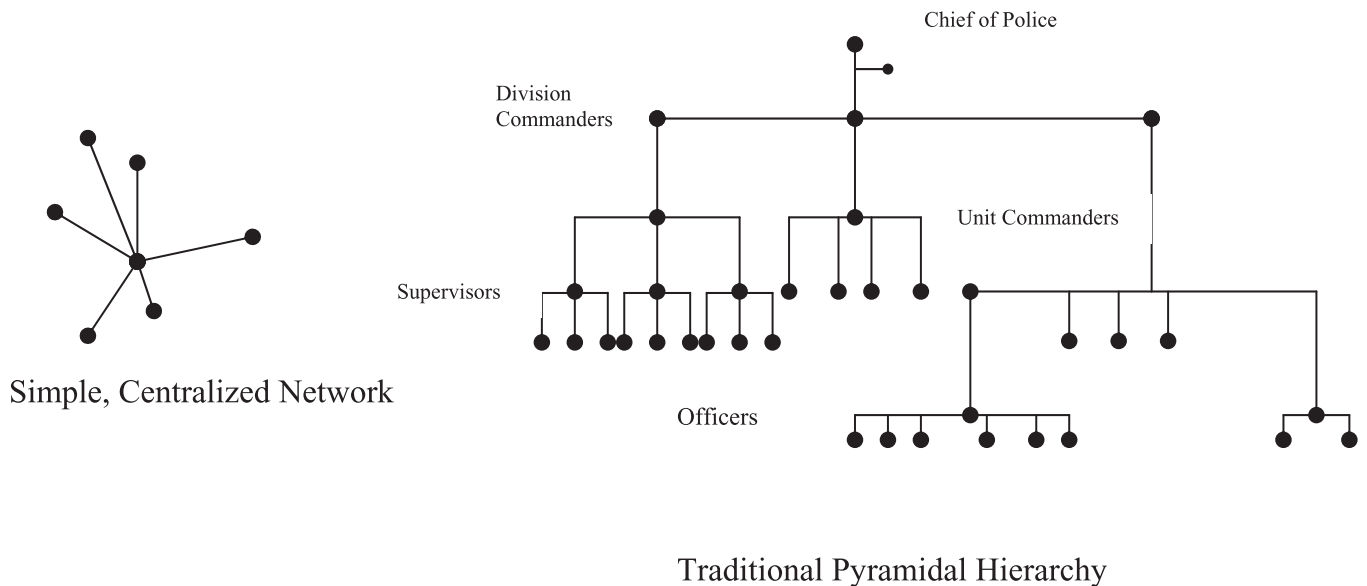 Chief of Police
Division
Commanders
Unit Commanders
Supervisors
Simple, Centralized Network
Officers
Traditional Pyramidal Hierarchy